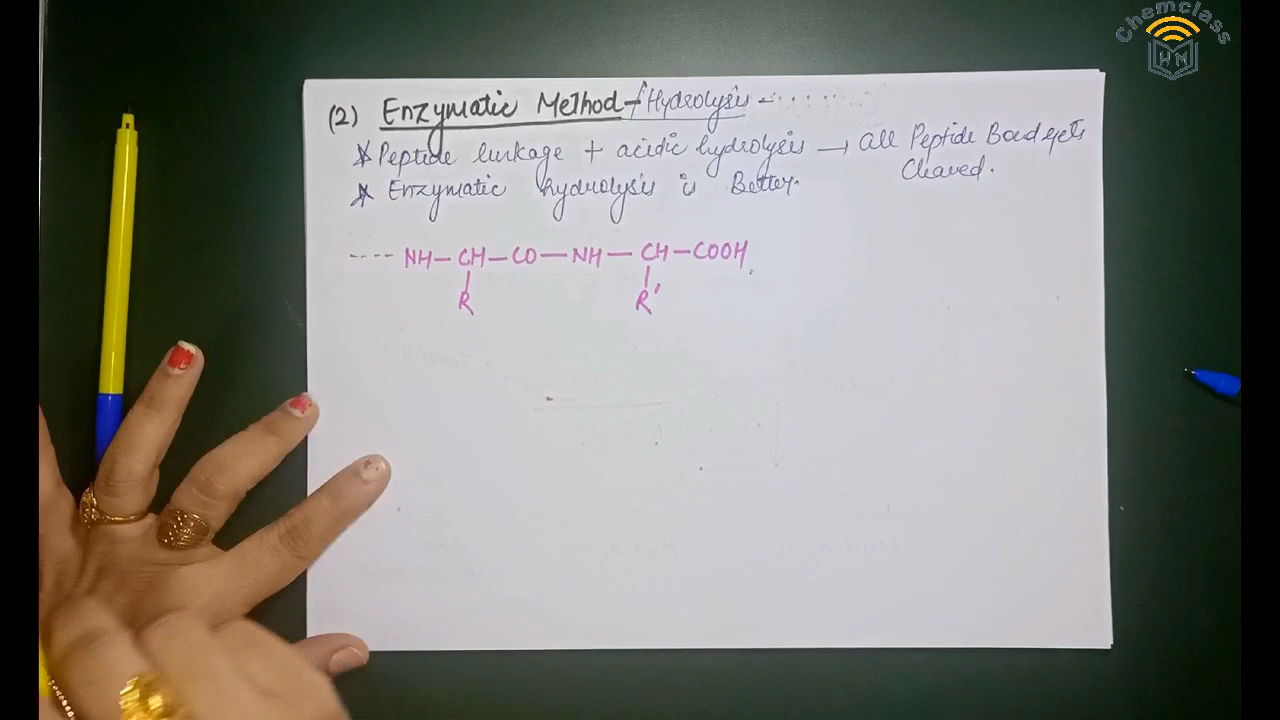 Chemclass
HM
(2) Enzymatic Method - Hydrolysis -
* Peptide linkage + acidic hydrolysis → all Peptide Bond gets
Cleaved.
* Enzymatic hydrolysis is Better.
---- NH — CH — CO — NH — CH — COOH
R R'